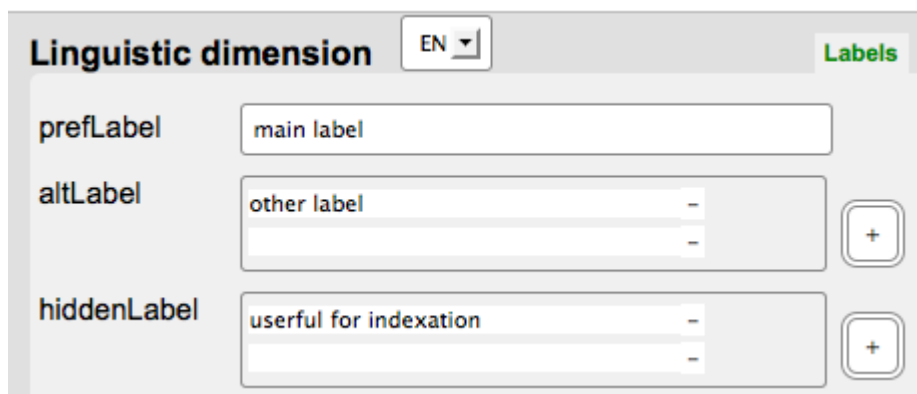 Linguistic dimension EN Labels
prefLabel main label
altLabel other label -
- +
hiddenLabel userful for indexation -
- +